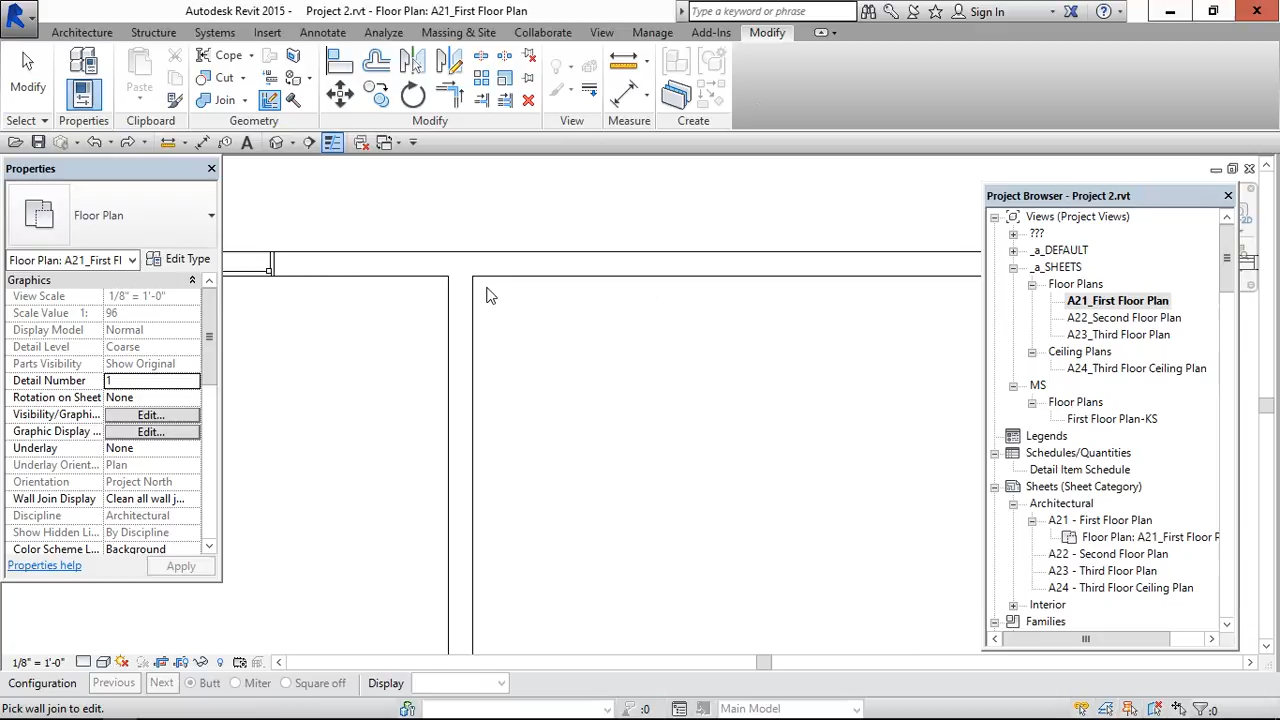 Autodesk Revit 2015 - Project 2.rvt - Floor Plan: A21_First Floor Plan
Type a keyword or phrase
Sign In
Architecture Structure Systems Insert Annotate Analyze Massing & Site Collaborate View Manage Add-Ins Modify
Modify
Paste
Cope
Cut
Join
Select Properties Clipboard Geometry Modify View Measure Create
Properties
Floor Plan
Floor Plan: A21_First Fl
Edit Type
Graphics
View Scale 1/8" = 1'-0"
Scale Value 1: 96
Display Model Normal
Detail Level Coarse
Parts Visibility Show Original
Detail Number 1
Rotation on Sheet None
Visibility/Graphi... Edit...
Graphic Display ... Edit...
Underlay None
Underlay Orient... Plan
Orientation Project North
Wall Join Display Clean all wall j...
Discipline Architectural
Show Hidden Li... By Discipline
Color Scheme L... Background
Properties help
Apply
Project Browser - Project 2.rvt
Views (Project Views)
???
_a_DEFAULT
_a_SHEETS
Floor Plans
A21_First Floor Plan
A22_Second Floor Plan
A23_Third Floor Plan
Ceiling Plans
A24_Third Floor Ceiling Plan
MS
Floor Plans
First Floor Plan-KS
Legends
Schedules/Quantities
Detail Item Schedule
Sheets (Sheet Category)
Architectural
A21 - First Floor Plan
Floor Plan: A21_First Floor P
A22 - Second Floor Plan
A23 - Third Floor Plan
A24 - Third Floor Ceiling Plan
Interior
Families
1/8" = 1'-0"
Configuration Previous Next Butt Miter Square off Display
Pick wall join to edit.
:0
Main Model
:0